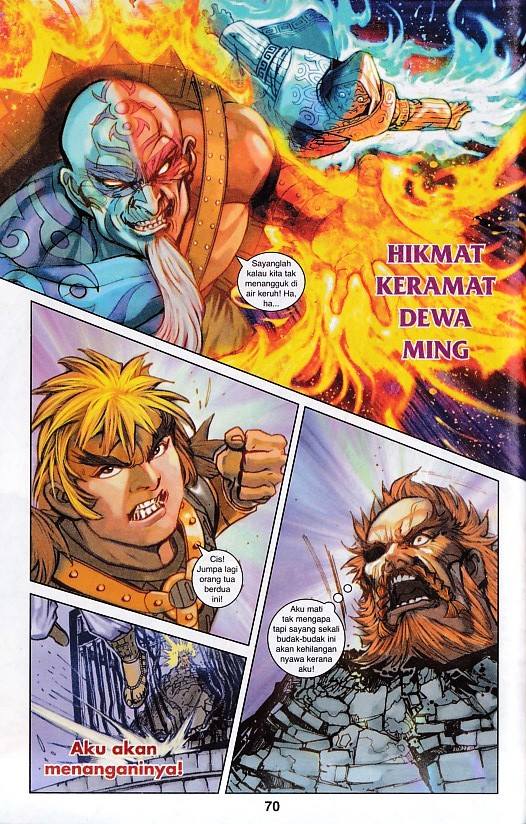 Sayanglah
kalau kita tak
menangguk di
air keruh! Ha,
ha...
HIKMAT
KERAMAT
DEWA
MING
Cis!
Jumpa lagi
orang tua
berdua
ini!
Aku mati
tak mengapa
tapi sayang sekali
budak-budak ini
akan kehilangan
nyawa kerana
aku!
Aku akan
menanganinya!
70